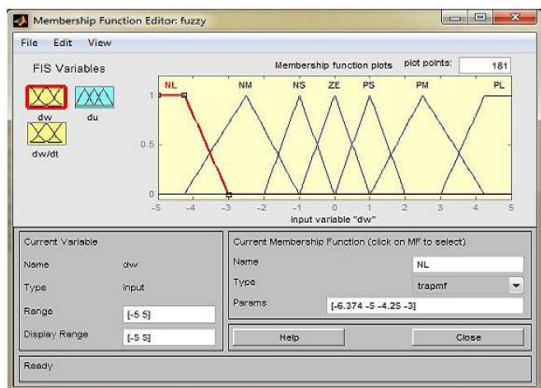 Membership Function Editor: fuzzy
File Edit View
FIS Variables
dw
du
dw/dt
Membership function plots
plot points:
181
NL NM NS ZE PS PM PL
1
0.5
0
-5 -4 -3 -2 -1 0 1 2 3 4 5
input variable "dw"
Current Variable
Name dw
Type input
Range [-5 5]
Display Range [-5 5]
Current Membership Function (click on MF to select)
Name NL
Type trapmf
Params [-6.374 -5 -4.25 -3]
Help Close
Ready